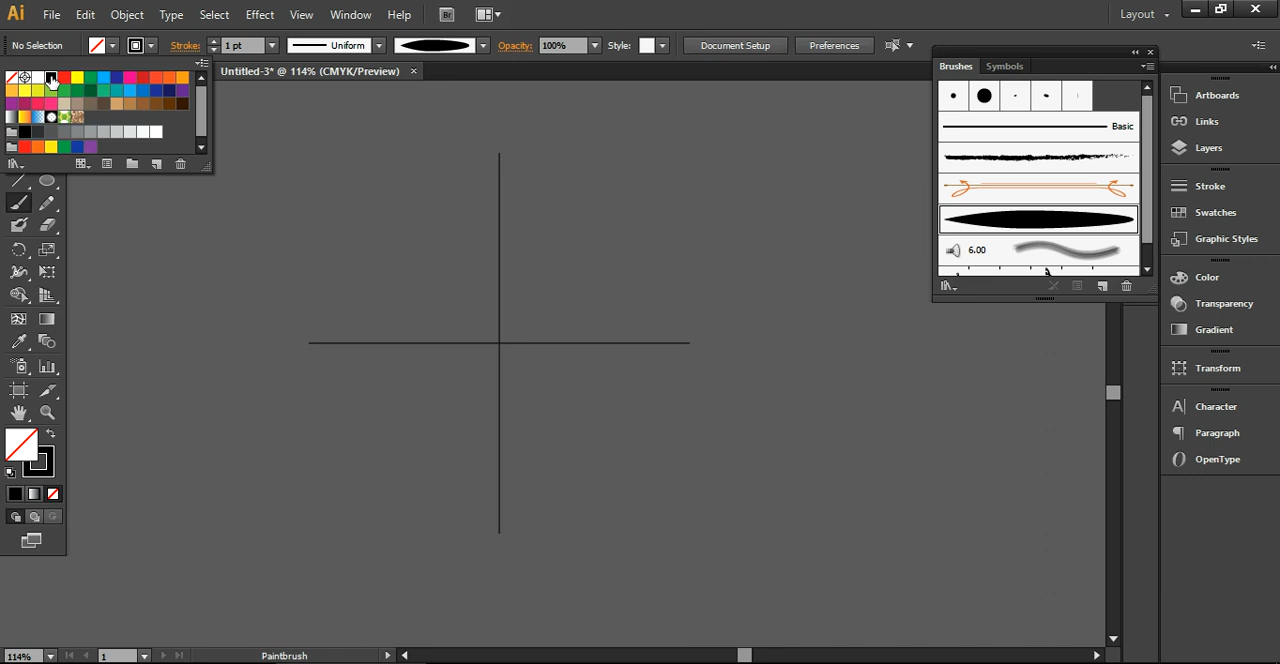 Ai File Edit Object Type Select Effect View Window Help Br Layout
No Selection Stroke: 1 pt Uniform Opacity: 100% Style: Document Setup Preferences
Untitled-3* @ 114% (CMYK/Preview) ×
Brushes Symbols
Basic
6.00
Artboards
Links
Layers
Stroke
Swatches
Graphic Styles
Color
Transparency
Gradient
Transform
Character
Paragraph
OpenType
114% 1 Paintbrush